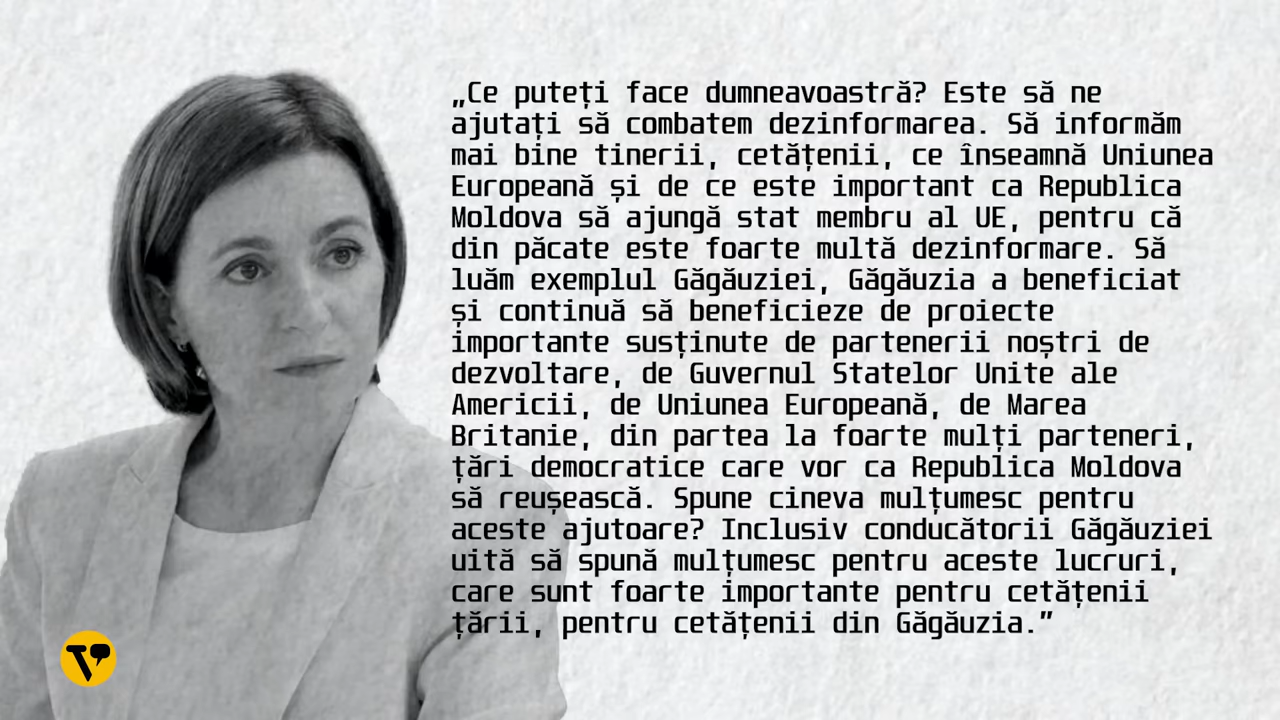 „Ce puteți face dumneavoastră? Este să ne
ajutați să combatem dezinformarea. Să informăm
mai bine tinerii, cetățenii, ce înseamnă Uniunea
Europeană și de ce este important ca Republica
Moldova să ajungă stat membru al UE, pentru că
din păcate este foarte multă dezinformare. Să
luăm exemplul Găgăuziei, Găgăuzia a beneficiat
și continuă să beneficieze de proiecte
importante susținute de partenerii noștri de
dezvoltare, de Guvernul Statelor Unite ale
Americii, de Uniunea Europeană, de Marea
Britanie, din partea la foarte mulți parteneri,
țări democratice care vor ca Republica Moldova
să reușească. Spune cineva mulțumesc pentru
aceste ajutoare? Inclusiv conducătorii Găgăuziei
uită să spună mulțumesc pentru aceste lucruri,
care sunt foarte importante pentru cetățenii
țării, pentru cetățenii din Găgăuzia.”